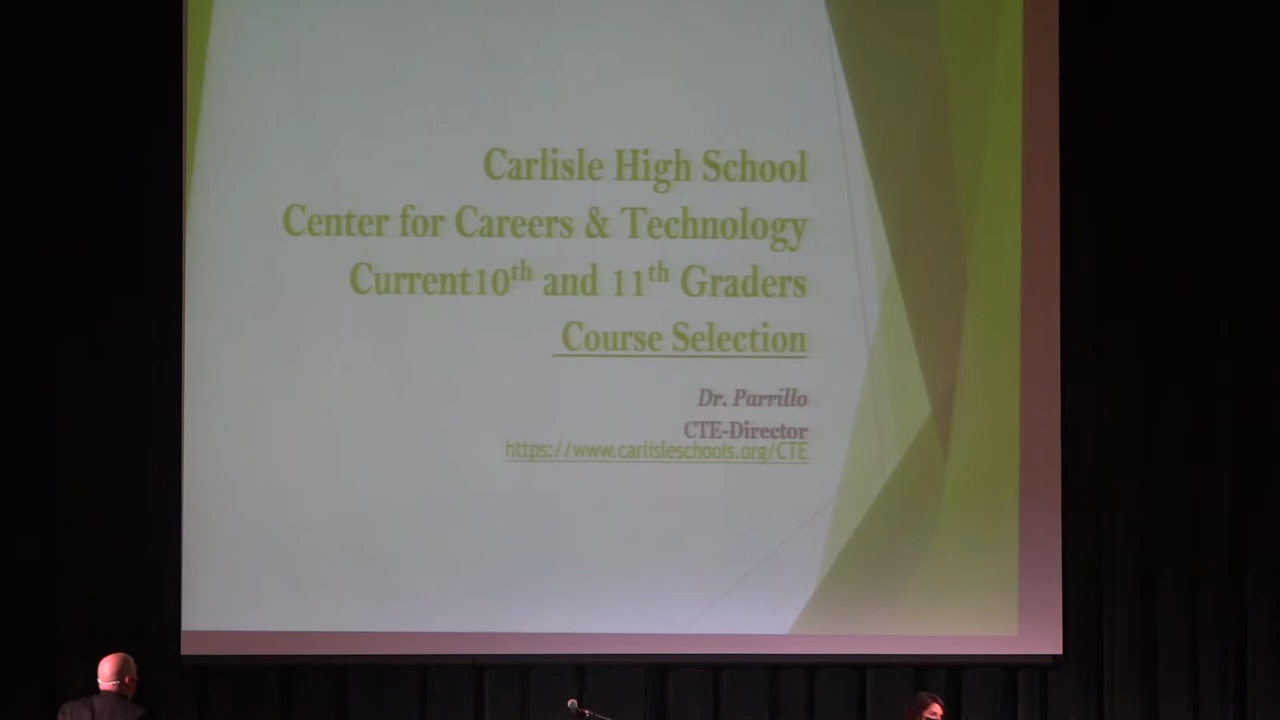 Carlisle High School
Center for Careers & Technology
Current10th and 11th Graders
Course Selection
Dr. Parrillo
CTE-Director
https://www.carlisleschools.org/CTE